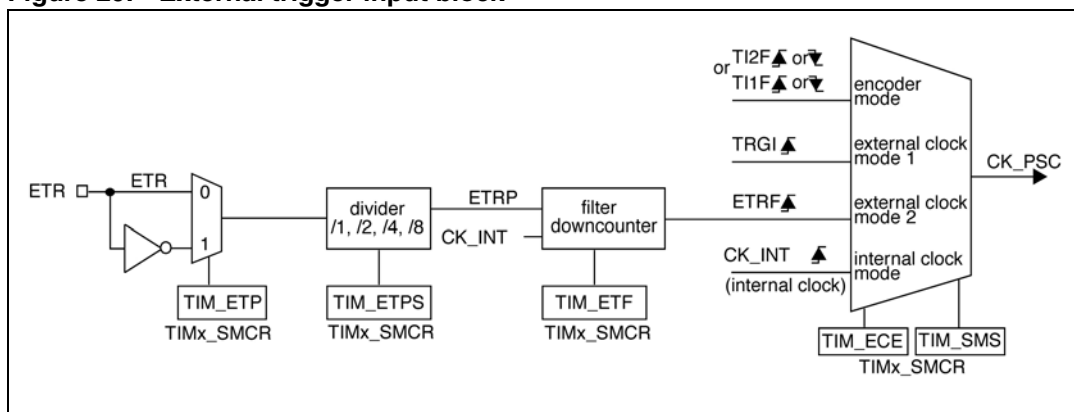 Figure 20. External trigger input block
TI2F or
or TI1F or
encoder
mode
TRGI
external clock
mode 1
CK_PSC
ETR
ETR
0
1
divider
/1, /2, /4, /8
ETRP
CK_INT
filter
downcounter
ETRF
external clock
mode 2
CK_INT
(internal clock)
internal clock
mode
TIM_ETP
TIMx_SMCR
TIM_ETPS
TIMx_SMCR
TIM_ETF
TIMx_SMCR
TIM_ECE
TIM_SMS
TIMx_SMCR